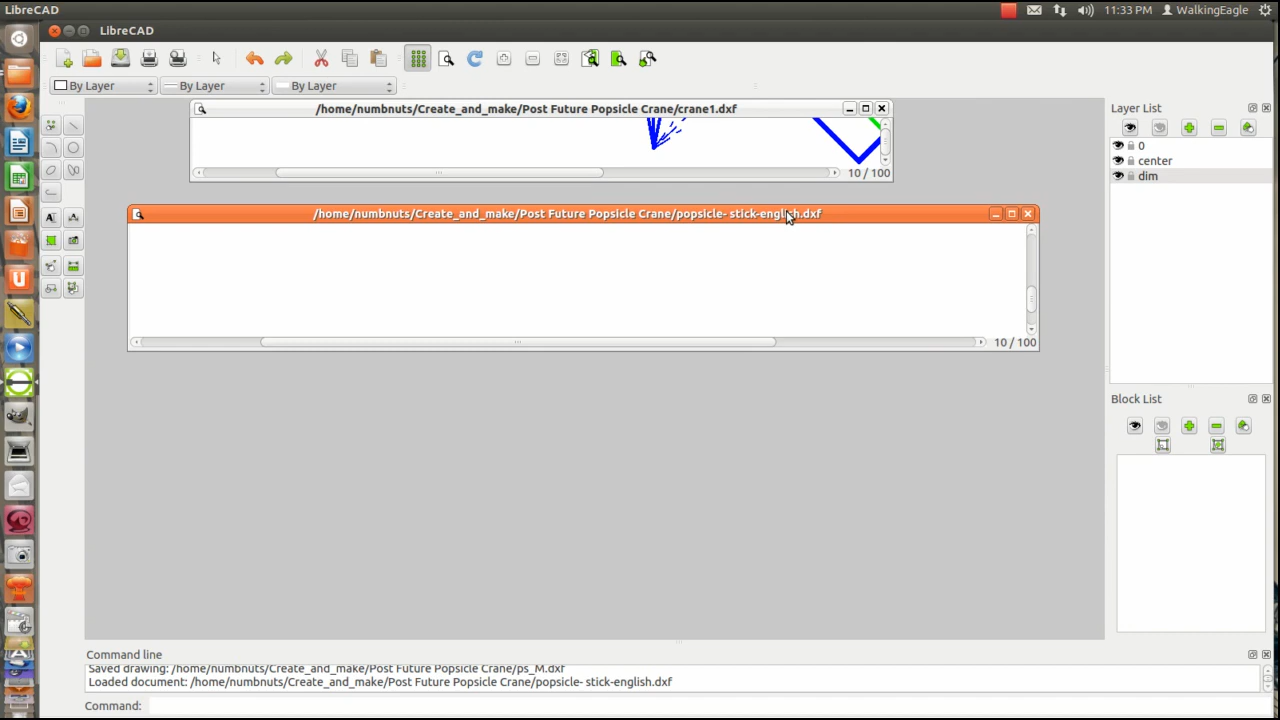 LibreCAD
11:33 PM WalkingEagle
LibreCAD
By Layer By Layer By Layer
/home/numbnuts/Create_and_make/Post Future Popsicle Crane/crane1.dxf
10 / 100
/home/numbnuts/Create_and_make/Post Future Popsicle Crane/popsicle- stick-english.dxf
10 / 100
Layer List
0
center
dim
Block List
Command line
Saved drawing: /home/numbnuts/Create_and_make/Post Future Popsicle Crane/ps_M.dxf
Loaded document: /home/numbnuts/Create_and_make/Post Future Popsicle Crane/popsicle- stick-english.dxf
Command: